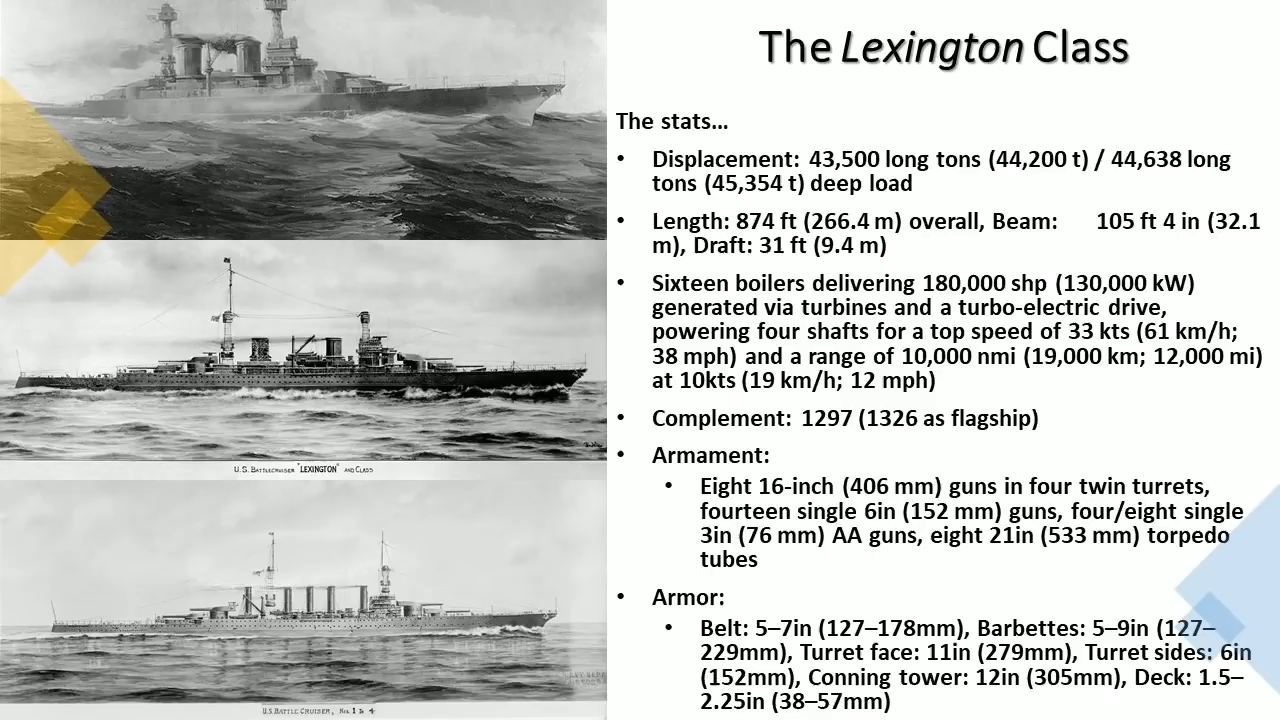 The Lexington Class
The stats…
• Displacement: 43,500 long tons (44,200 t) / 44,638 long
tons (45,354 t) deep load
• Length: 874 ft (266.4 m) overall, Beam: 105 ft 4 in (32.1
m), Draft: 31 ft (9.4 m)
• Sixteen boilers delivering 180,000 shp (130,000 kW)
generated via turbines and a turbo-electric drive,
powering four shafts for a top speed of 33 kts (61 km/h;
38 mph) and a range of 10,000 nmi (19,000 km; 12,000 mi)
at 10kts (19 km/h; 12 mph)
• Complement: 1297 (1326 as flagship)
• Armament:
• Eight 16-inch (406 mm) guns in four twin turrets,
fourteen single 6in (152 mm) guns, four/eight single
3in (76 mm) AA guns, eight 21in (533 mm) torpedo
tubes
• Armor:
• Belt: 5–7in (127–178mm), Barbettes: 5–9in (127–
229mm), Turret face: 11in (279mm), Turret sides: 6in
(152mm), Conning tower: 12in (305mm), Deck: 1.5–
2.25in (38–57mm)
U.S. BATTLECRUISER "LEXINGTON" AND CLASS
U.S. BATTLE CRUISER, Nos. 1 to 4